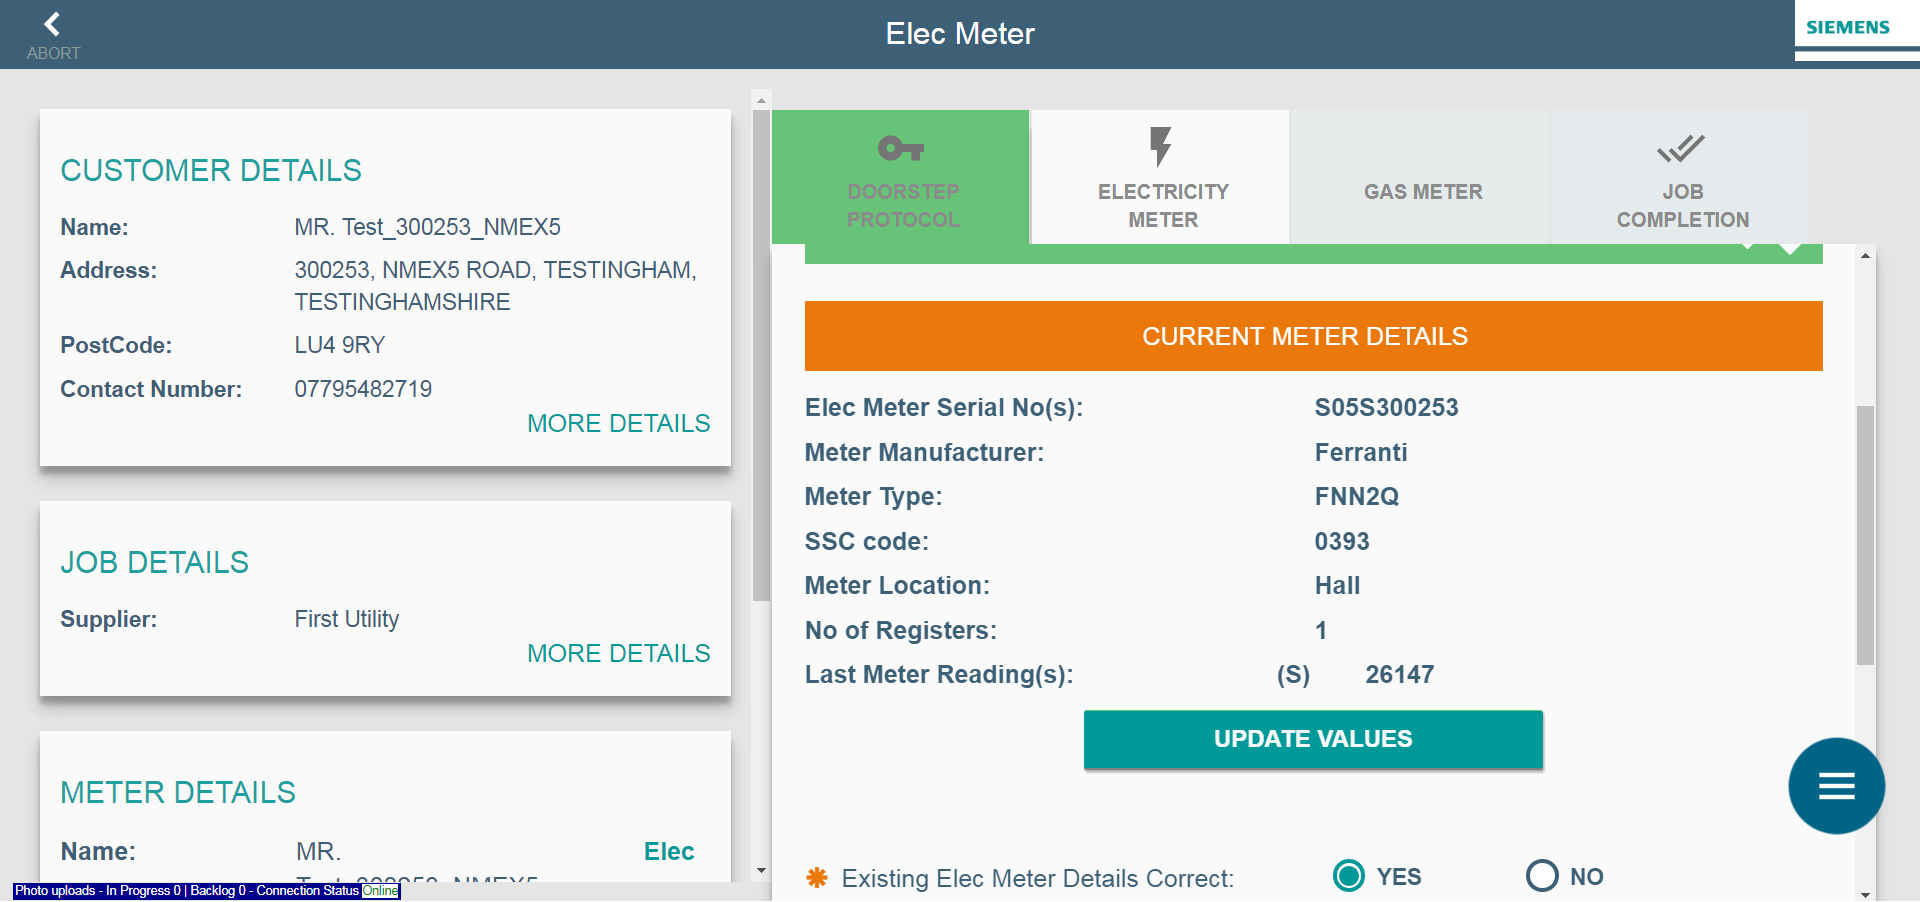 ABORT
Elec Meter
SIEMENS
CUSTOMER DETAILS
Name: MR. Test_300253_NMEX5
Address: 300253, NMEX5 ROAD, TESTINGHAM,
TESTINGHAMSHIRE
PostCode: LU4 9RY
Contact Number: 07795482719
MORE DETAILS
JOB DETAILS
Supplier: First Utility
MORE DETAILS
METER DETAILS
Name: MR. Elec
Test_300253_NMEX5
Photo uploads - In Progress 0 | Backlog 0 - Connection Status Online
DOORSTEP
PROTOCOL
ELECTRICITY
METER
GAS METER
JOB
COMPLETION
CURRENT METER DETAILS
Elec Meter Serial No(s): S05S300253
Meter Manufacturer: Ferranti
Meter Type: FNN2Q
SSC code: 0393
Meter Location: Hall
No of Registers: 1
Last Meter Reading(s): (S) 26147
UPDATE VALUES
Existing Elec Meter Details Correct: YES NO